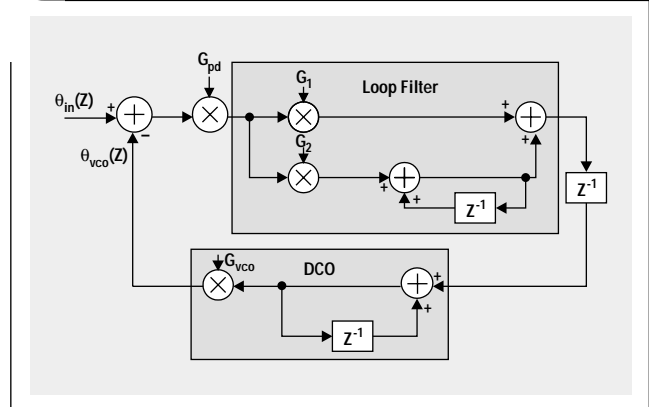 G_pd
G_1
Loop Filter
θ_in(Z)
+
+
−
+
+
G_2
θ_vco(Z)
+
+
Z^-1
Z^-1
G_vco
DCO
+
+
Z^-1